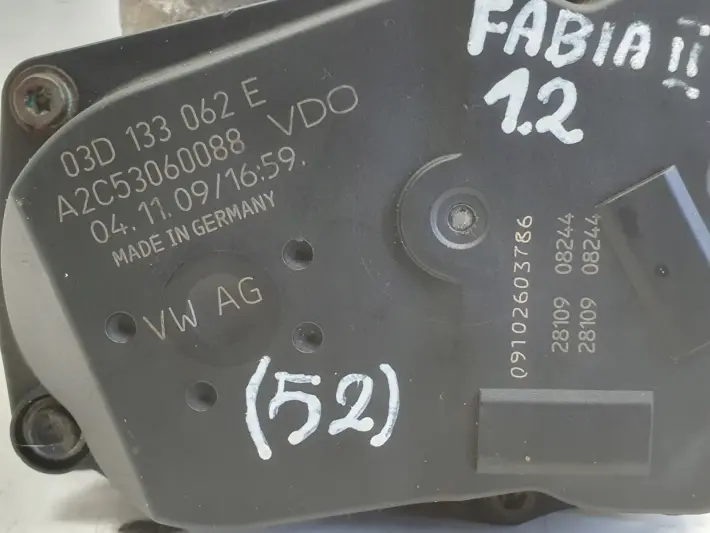 FABIA II
1.2
03D 133 062 E
A2C53060088 VDO
04.11.09/16:59.
MADE IN GERMANY
VW AG
(52)
09102603786
28109 08244
28109 08244